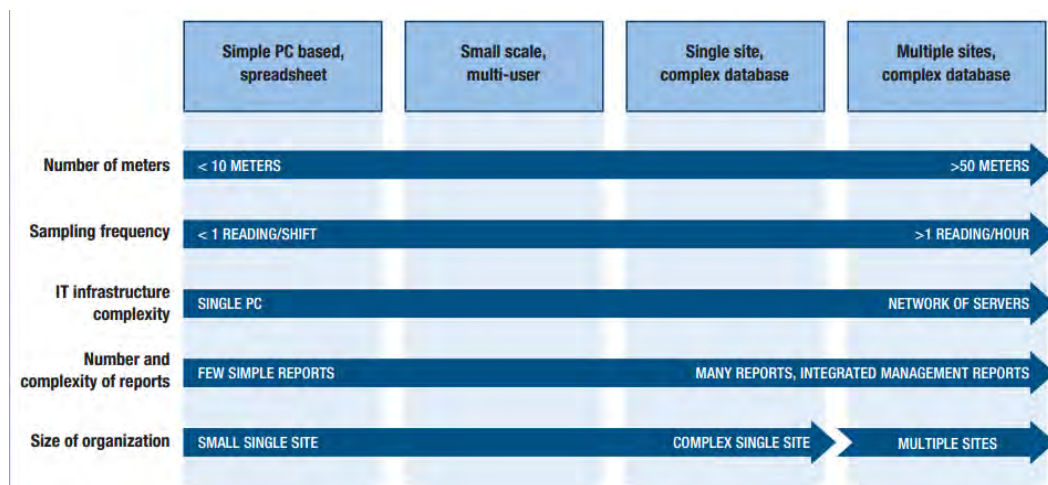 Simple PC based,
spreadsheet
Small scale,
multi-user
Single site,
complex database
Multiple sites,
complex database
Number of meters
< 10 METERS
>50 METERS
Sampling frequency
< 1 READING/SHIFT
>1 READING/HOUR
IT infrastructure
complexity
SINGLE PC
NETWORK OF SERVERS
Number and
complexity of reports
FEW SIMPLE REPORTS
MANY REPORTS, INTEGRATED MANAGEMENT REPORTS
Size of organization
SMALL SINGLE SITE
COMPLEX SINGLE SITE
MULTIPLE SITES